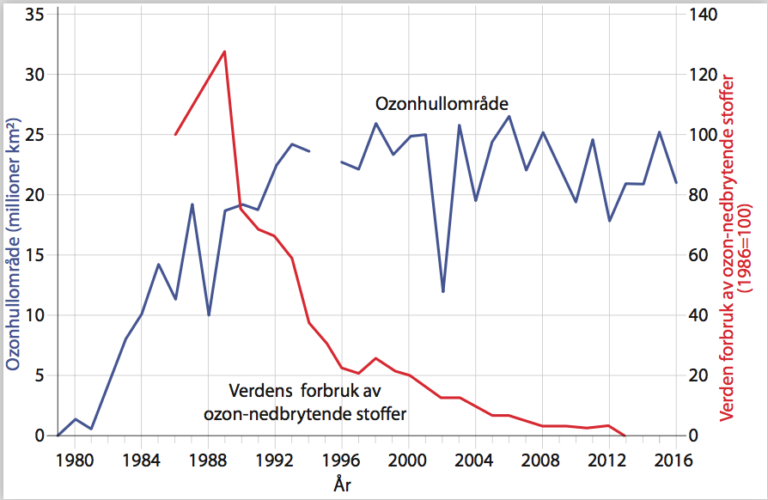 Ozonhullområde (millioner km²)
35
30
25
20
15
10
5
0
Ozonhullområde
Verdens forbruk av
ozon-nedbrytende stoffer
140
120
100
80
60
40
20
0
Verden forbruk av ozon-nedbrytende stoffer
(1986=100)
1980 1984 1988 1992 1996 2000 2004 2008 2012 2016
År